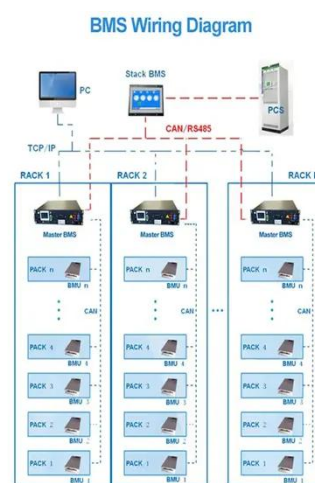 BMS Wiring Diagram
PC
Stack BMS
PCS
CAN/RS485
TCP/IP
RACK 1
RACK 2
RACK
Master BMS
Master BMS
Master BMS
PACK n
BMU n
PACK n
BMU n
PACK n
BMU n
CAN
CAN
...
CAN
PACK 4
BMU 4
PACK 4
BMU 4
PACK 4
BMU 4
PACK 3
BMU 3
PACK 3
BMU 3
PACK 3
BMU 3
PACK 2
BMU 2
PACK 2
BMU 2
PACK 2
BMU 2
PACK 1
BMU 1
PACK 1
BMU 1
PACK 1
BMU 1